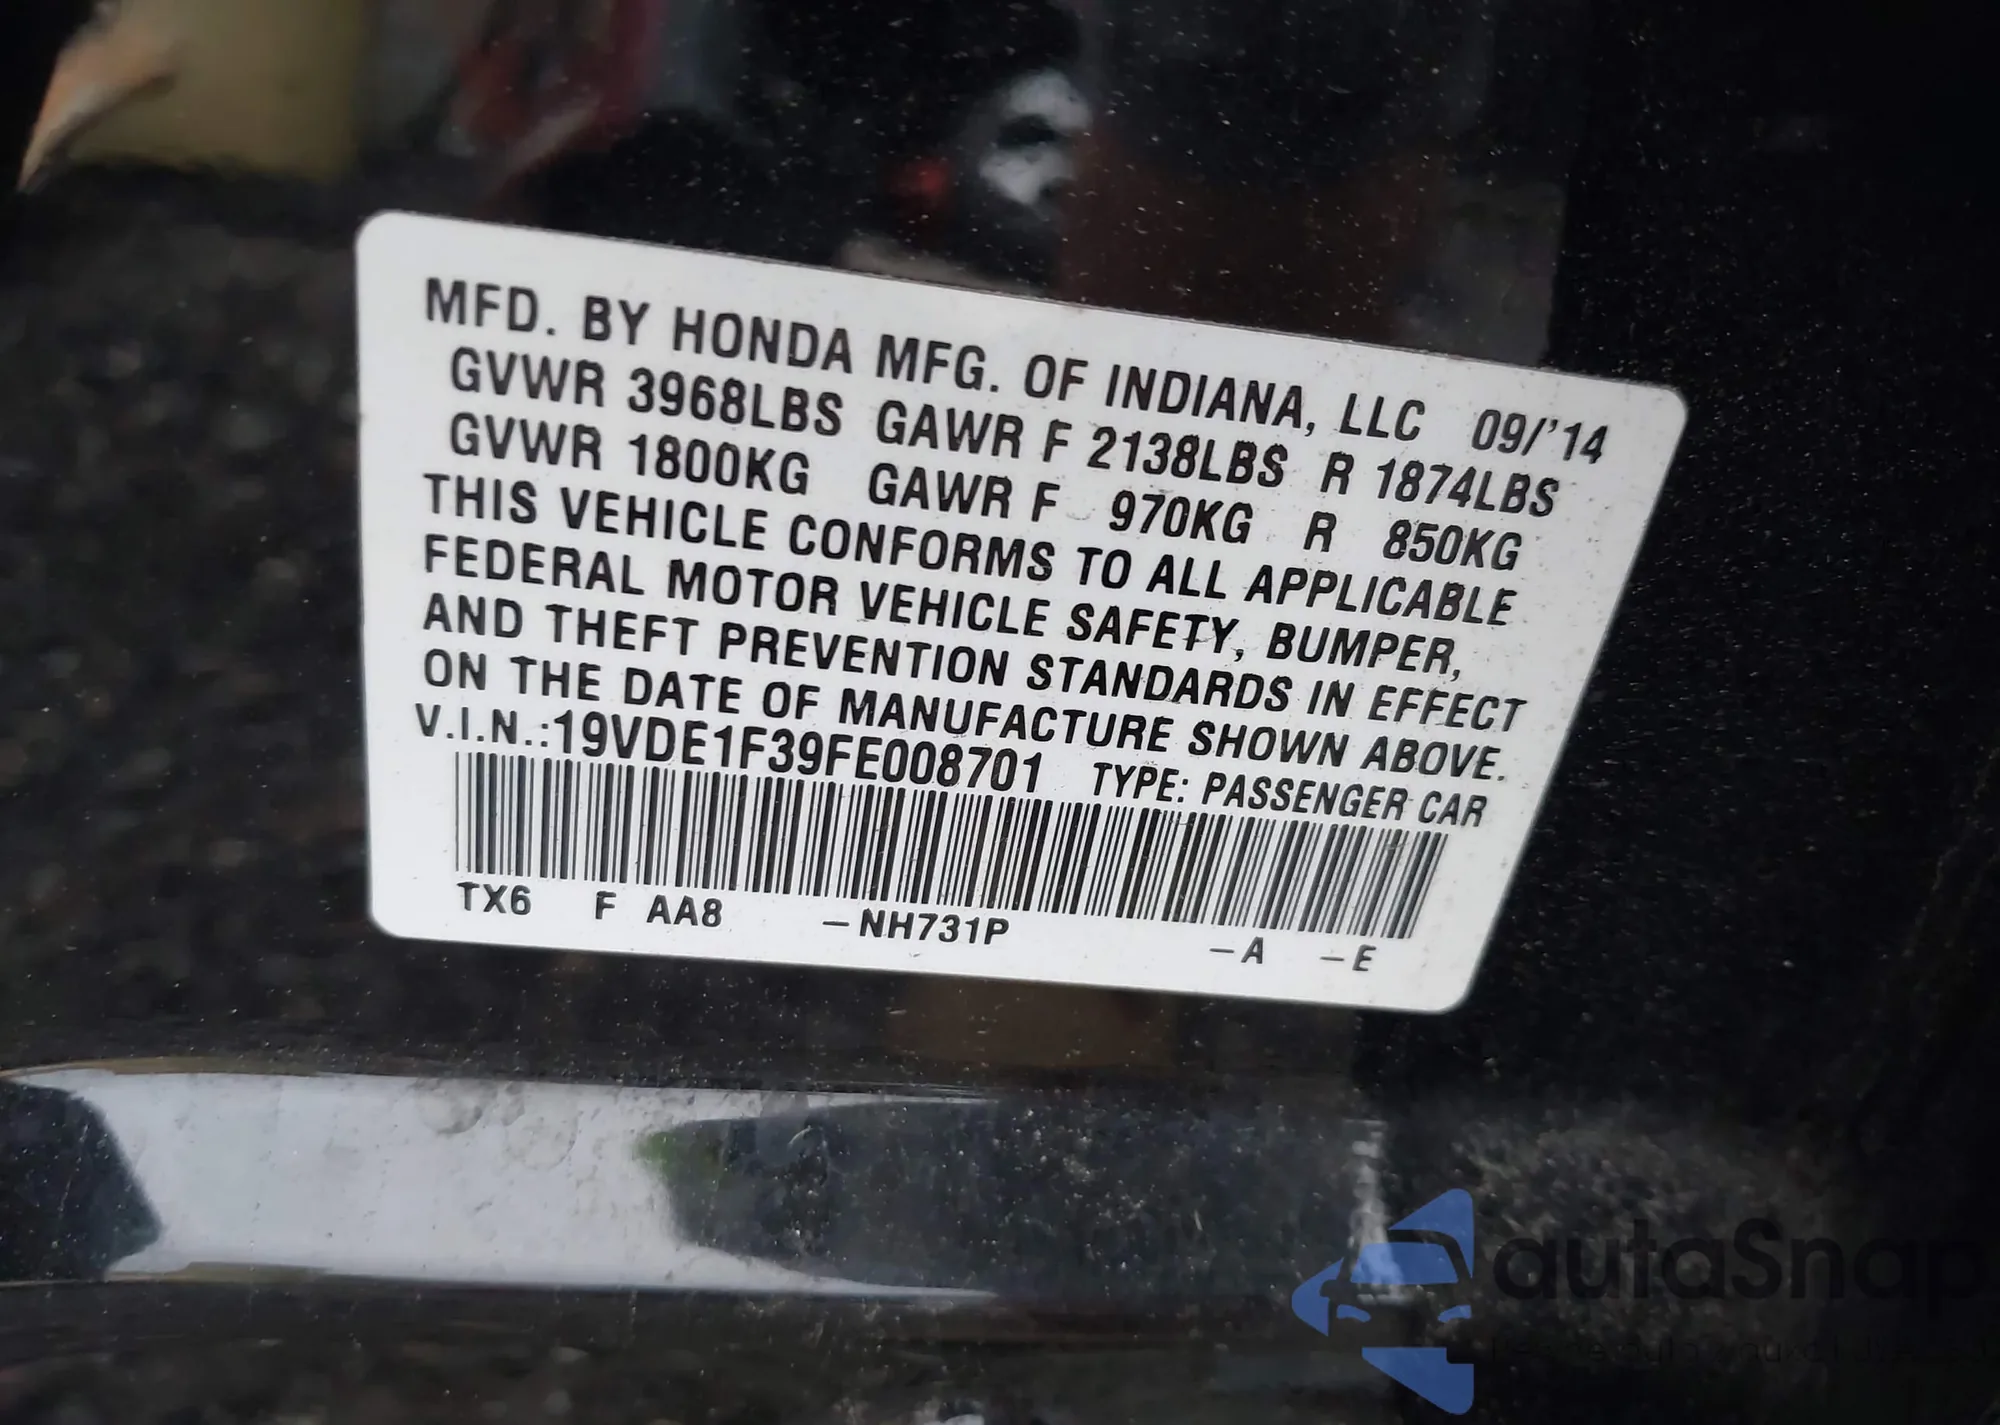 MFD. BY HONDA MFG. OF INDIANA, LLC 09/'14
GVWR 3968LBS GAWR F 2138LBS R 1874LBS
GVWR 1800KG GAWR F 970KG R 850KG
THIS VEHICLE CONFORMS TO ALL APPLICABLE
FEDERAL MOTOR VEHICLE SAFETY, BUMPER,
AND THEFT PREVENTION STANDARDS IN EFFECT
ON THE DATE OF MANUFACTURE SHOWN ABOVE.
V.I.N.:19VDE1F39FE008701 TYPE: PASSENGER CAR
TX6 F AA8 -NH731P -A -E
autaSnap